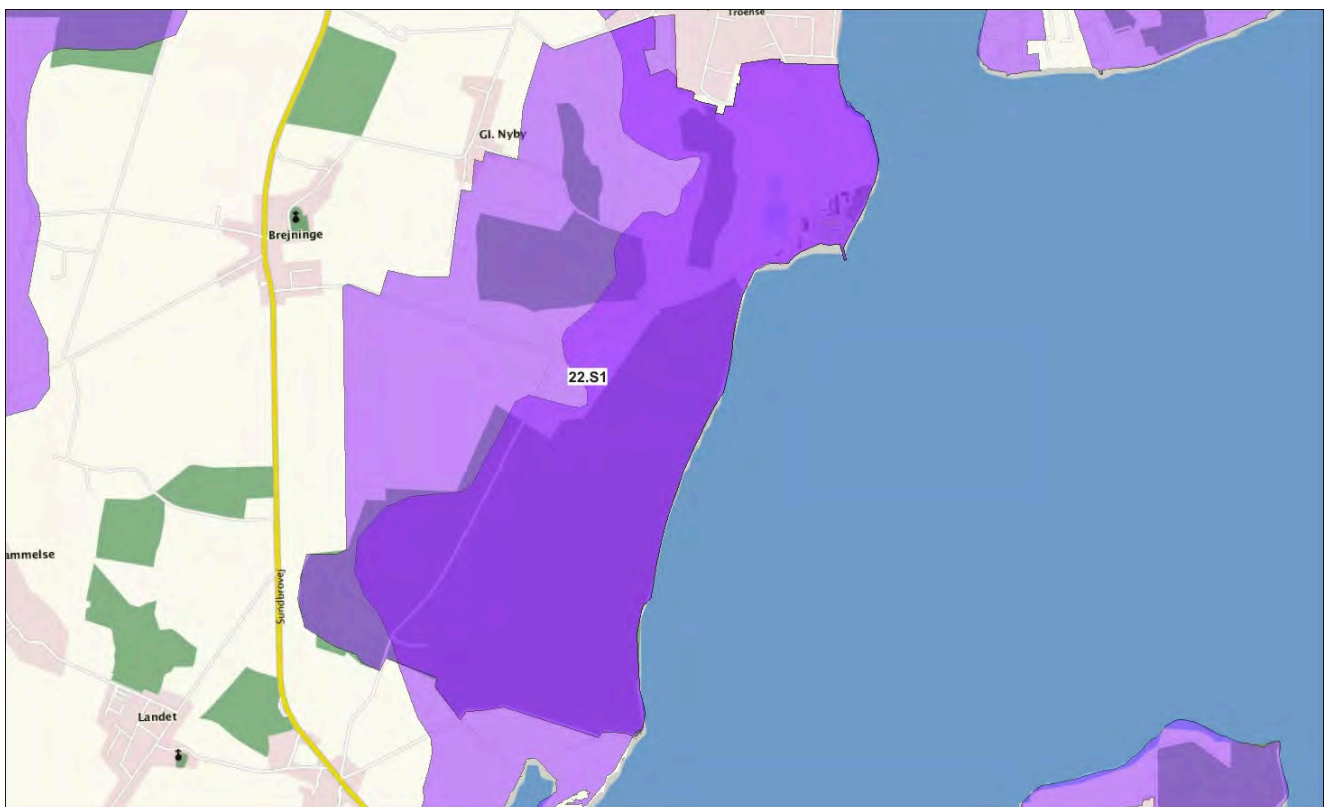 Troense
Gl. Nyby
Brejninge
22.S1
ammelse
Sundbrovej
Landet